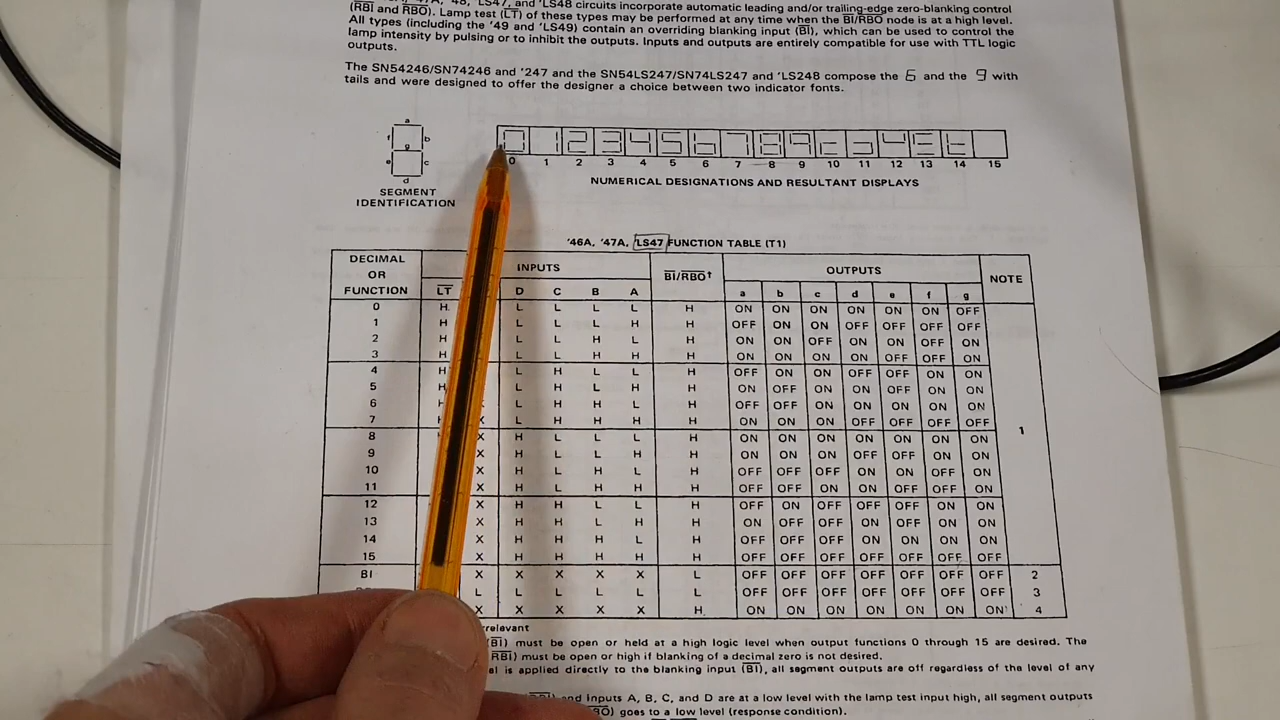 '47A, '48, 'LS47, and 'LS48 circuits incorporate automatic leading and/or trailing-edge zero-blanking control
(RBI and RBO). Lamp test (LT) of these types may be performed at any time when the BI/RBO node is at a high level.
All types (including the '49 and 'LS49) contain an overriding blanking input (BI), which can be used to control the
lamp intensity by pulsing or to inhibit the outputs. Inputs and outputs are entirely compatible for use with TTL logic
outputs.
The SN54246/SN74246 and '247 and the SN54LS247/SN74LS247 and 'LS248 compose the 6 and the 9 with
tails and were designed to offer the designer a choice between two indicator fonts.
a
f b
g
e c
d
SEGMENT
IDENTIFICATION
0 1 2 3 4 5 6 7 8 9 10 11 12 13 14 15
NUMERICAL DESIGNATIONS AND RESULTANT DISPLAYS
'46A, '47A, 'LS47 FUNCTION TABLE (T1)
DECIMAL OR FUNCTION INPUTS BI/RBO† OUTPUTS NOTE
LT D C B A a b c d e f g
0 H L L L L H ON ON ON ON ON ON OFF
1 H L L L H H OFF ON ON OFF OFF OFF OFF
2 H L L H L H ON ON OFF ON ON OFF ON
3 H L L H H H ON ON ON ON OFF OFF ON
4 H L H L L H OFF ON ON OFF OFF ON ON
5 H L H L H H ON OFF ON ON OFF ON ON
6 L H H L H OFF OFF ON ON ON ON ON
7 X L H H H H ON ON ON OFF OFF OFF OFF
8 X H L L L H ON ON ON ON ON ON ON
9 X H L L H H ON ON ON OFF OFF ON ON
10 X H L H L H OFF OFF OFF ON ON OFF ON
11 X H L H H H OFF OFF ON ON OFF OFF ON
12 X H H L L H OFF ON OFF OFF OFF ON ON
13 X H H L H H ON OFF OFF ON OFF ON ON
14 X H H H L H OFF OFF OFF ON ON ON ON
15 X H H H H H OFF OFF OFF OFF OFF OFF OFF
1
BI X X X X X L OFF OFF OFF OFF OFF OFF OFF 2
L L L L L L OFF OFF OFF OFF OFF OFF OFF 3
X X X X X H ON ON ON ON ON ON ON 4
rrelevant
(BI) must be open or held at a high logic level when output functions 0 through 15 are desired. The
RBI) must be open or high if blanking of a decimal zero is not desired.
el is applied directly to the blanking input (BI), all segment outputs are off regardless of the level of any
and Inputs A, B, C, and D are at a low level with the lamp test input high, all segment outputs
BO) goes to a low level (response condition).